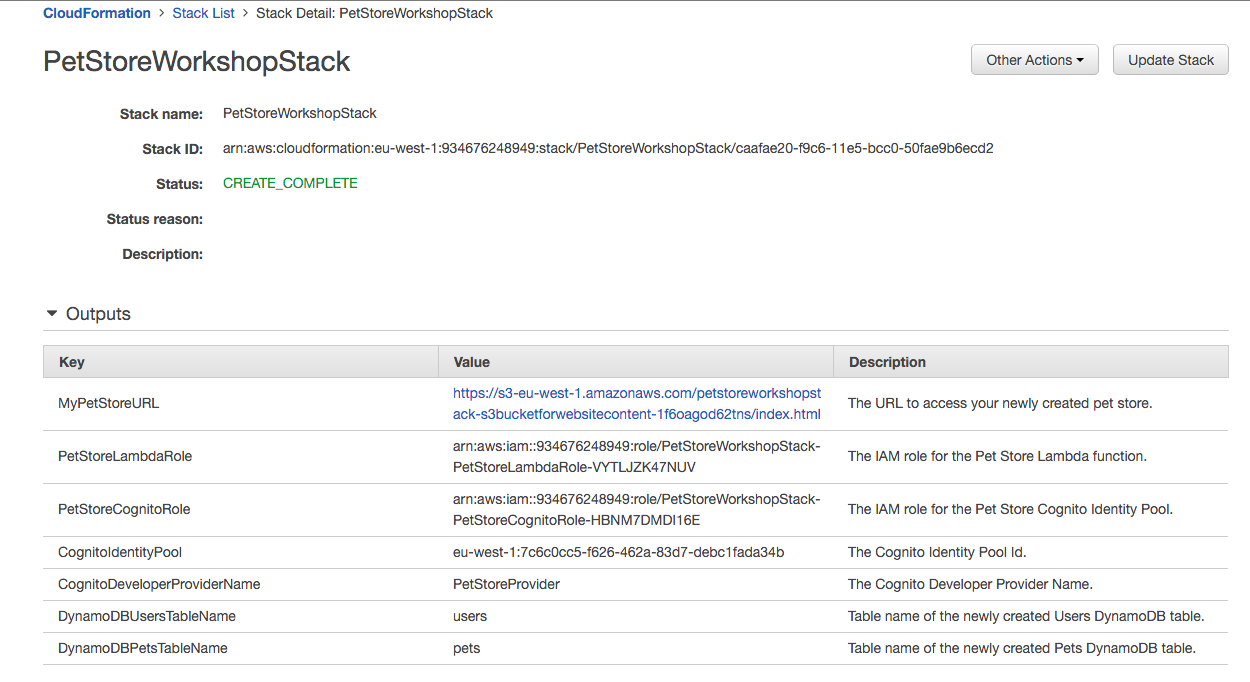 CloudFormation > Stack List > Stack Detail: PetStoreWorkshopStack
PetStoreWorkshopStack
Other Actions
Update Stack
Stack name: PetStoreWorkshopStack
Stack ID: arn:aws:cloudformation:eu-west-1:934676248949:stack/PetStoreWorkshopStack/caafae20-f9c6-11e5-bcc0-50fae9b6ecd2
Status: CREATE_COMPLETE
Status reason:
Description:
Outputs
Key Value Description
MyPetStoreURL
https://s3-eu-west-1.amazonaws.com/petstoreworkshopst
ack-s3bucketforwebsitecontent-1f6oagod62tns/index.html
The URL to access your newly created pet store.
PetStoreLambdaRole
arn:aws:iam::934676248949:role/PetStoreWorkshopStack-
PetStoreLambdaRole-VYTLJZK47NUV
The IAM role for the Pet Store Lambda function.
PetStoreCognitoRole
arn:aws:iam::934676248949:role/PetStoreWorkshopStack-
PetStoreCognitoRole-HBNM7DMDI16E
The IAM role for the Pet Store Cognito Identity Pool.
CognitoIdentityPool eu-west-1:7c6c0cc5-f626-462a-83d7-debc1fada34b The Cognito Identity Pool Id.
CognitoDeveloperProviderName PetStoreProvider The Cognito Developer Provider Name.
DynamoDBUsersTableName users Table name of the newly created Users DynamoDB table.
DynamoDBPetsTableName pets Table name of the newly created Pets DynamoDB table.